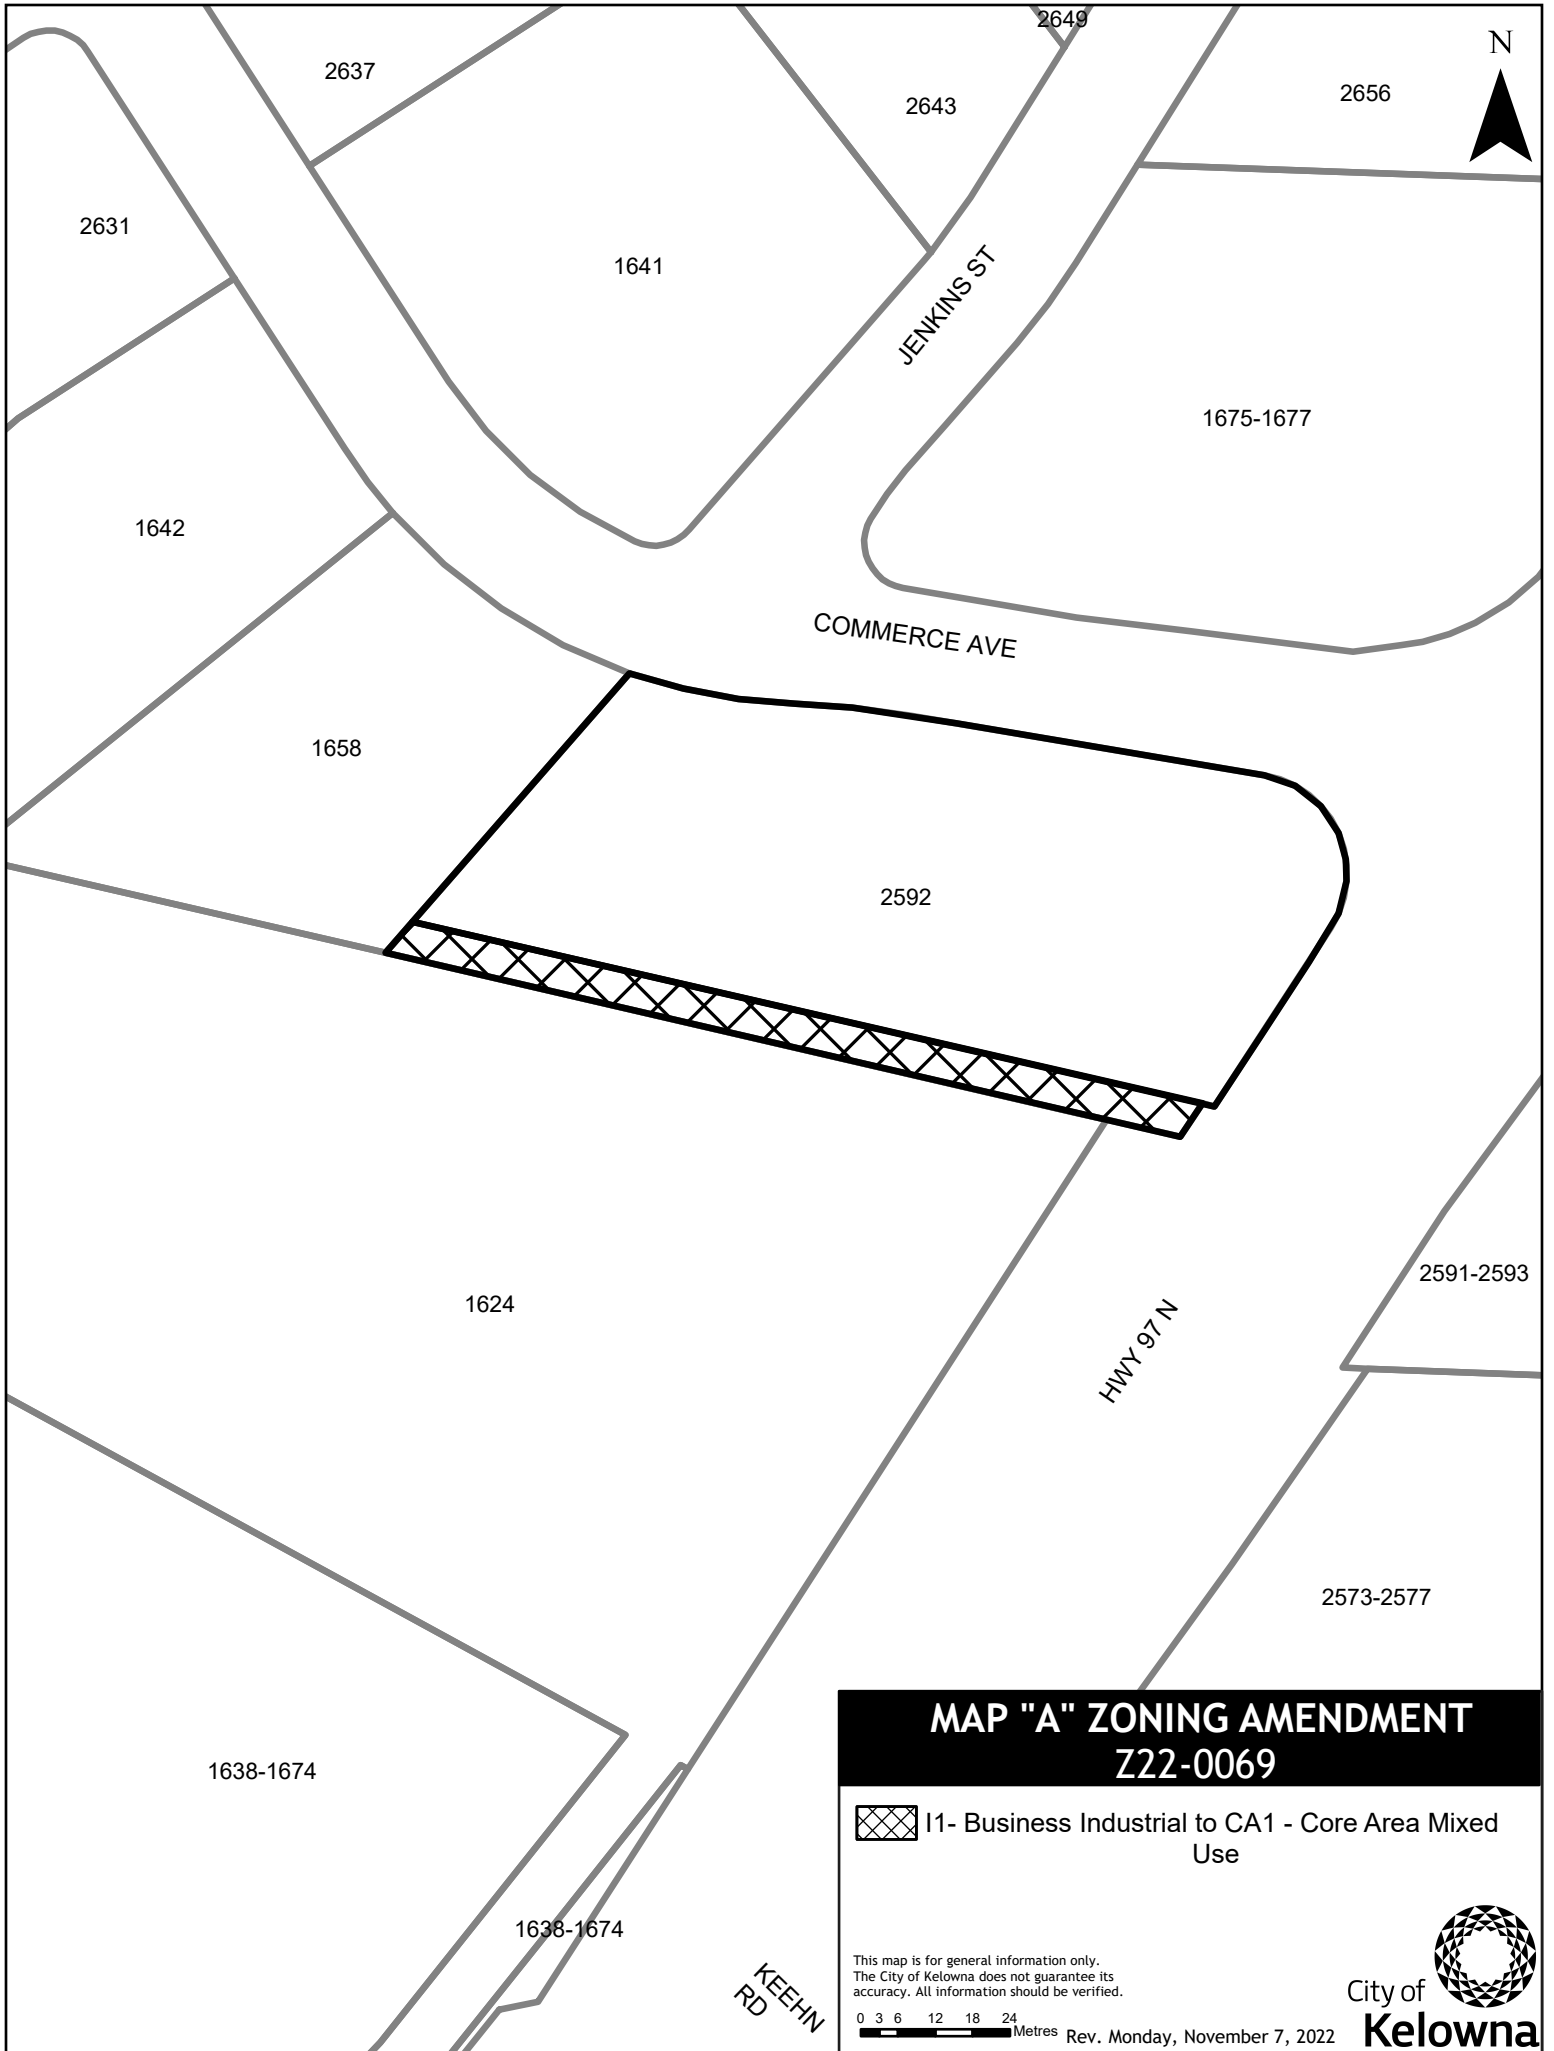 2649
N
2637
2656
2643
2631
1641
JENKINS ST
1675-1677
1642
COMMERCE AVE
1658
2592
2591-2593
1624
HWY 97 N
2573-2577
MAP "A" ZONING AMENDMENT
Z22-0069
1638-1674
I1- Business Industrial to CA1 - Core Area Mixed
Use
1638-1674
KEEHN
RD
This map is for general information only.
The City of Kelowna does not guarantee its
accuracy. All information should be verified.
0 3 6 12 18 24
Metres
Rev. Monday, November 7, 2022
City of
Kelowna